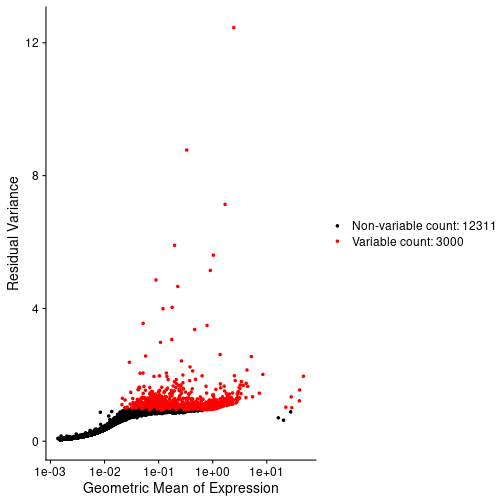 12
8
4
0
Residual Variance
1e-03 1e-02 1e-01 1e+00 1e+01
Geometric Mean of Expression
Non-variable count: 12311
Variable count: 3000